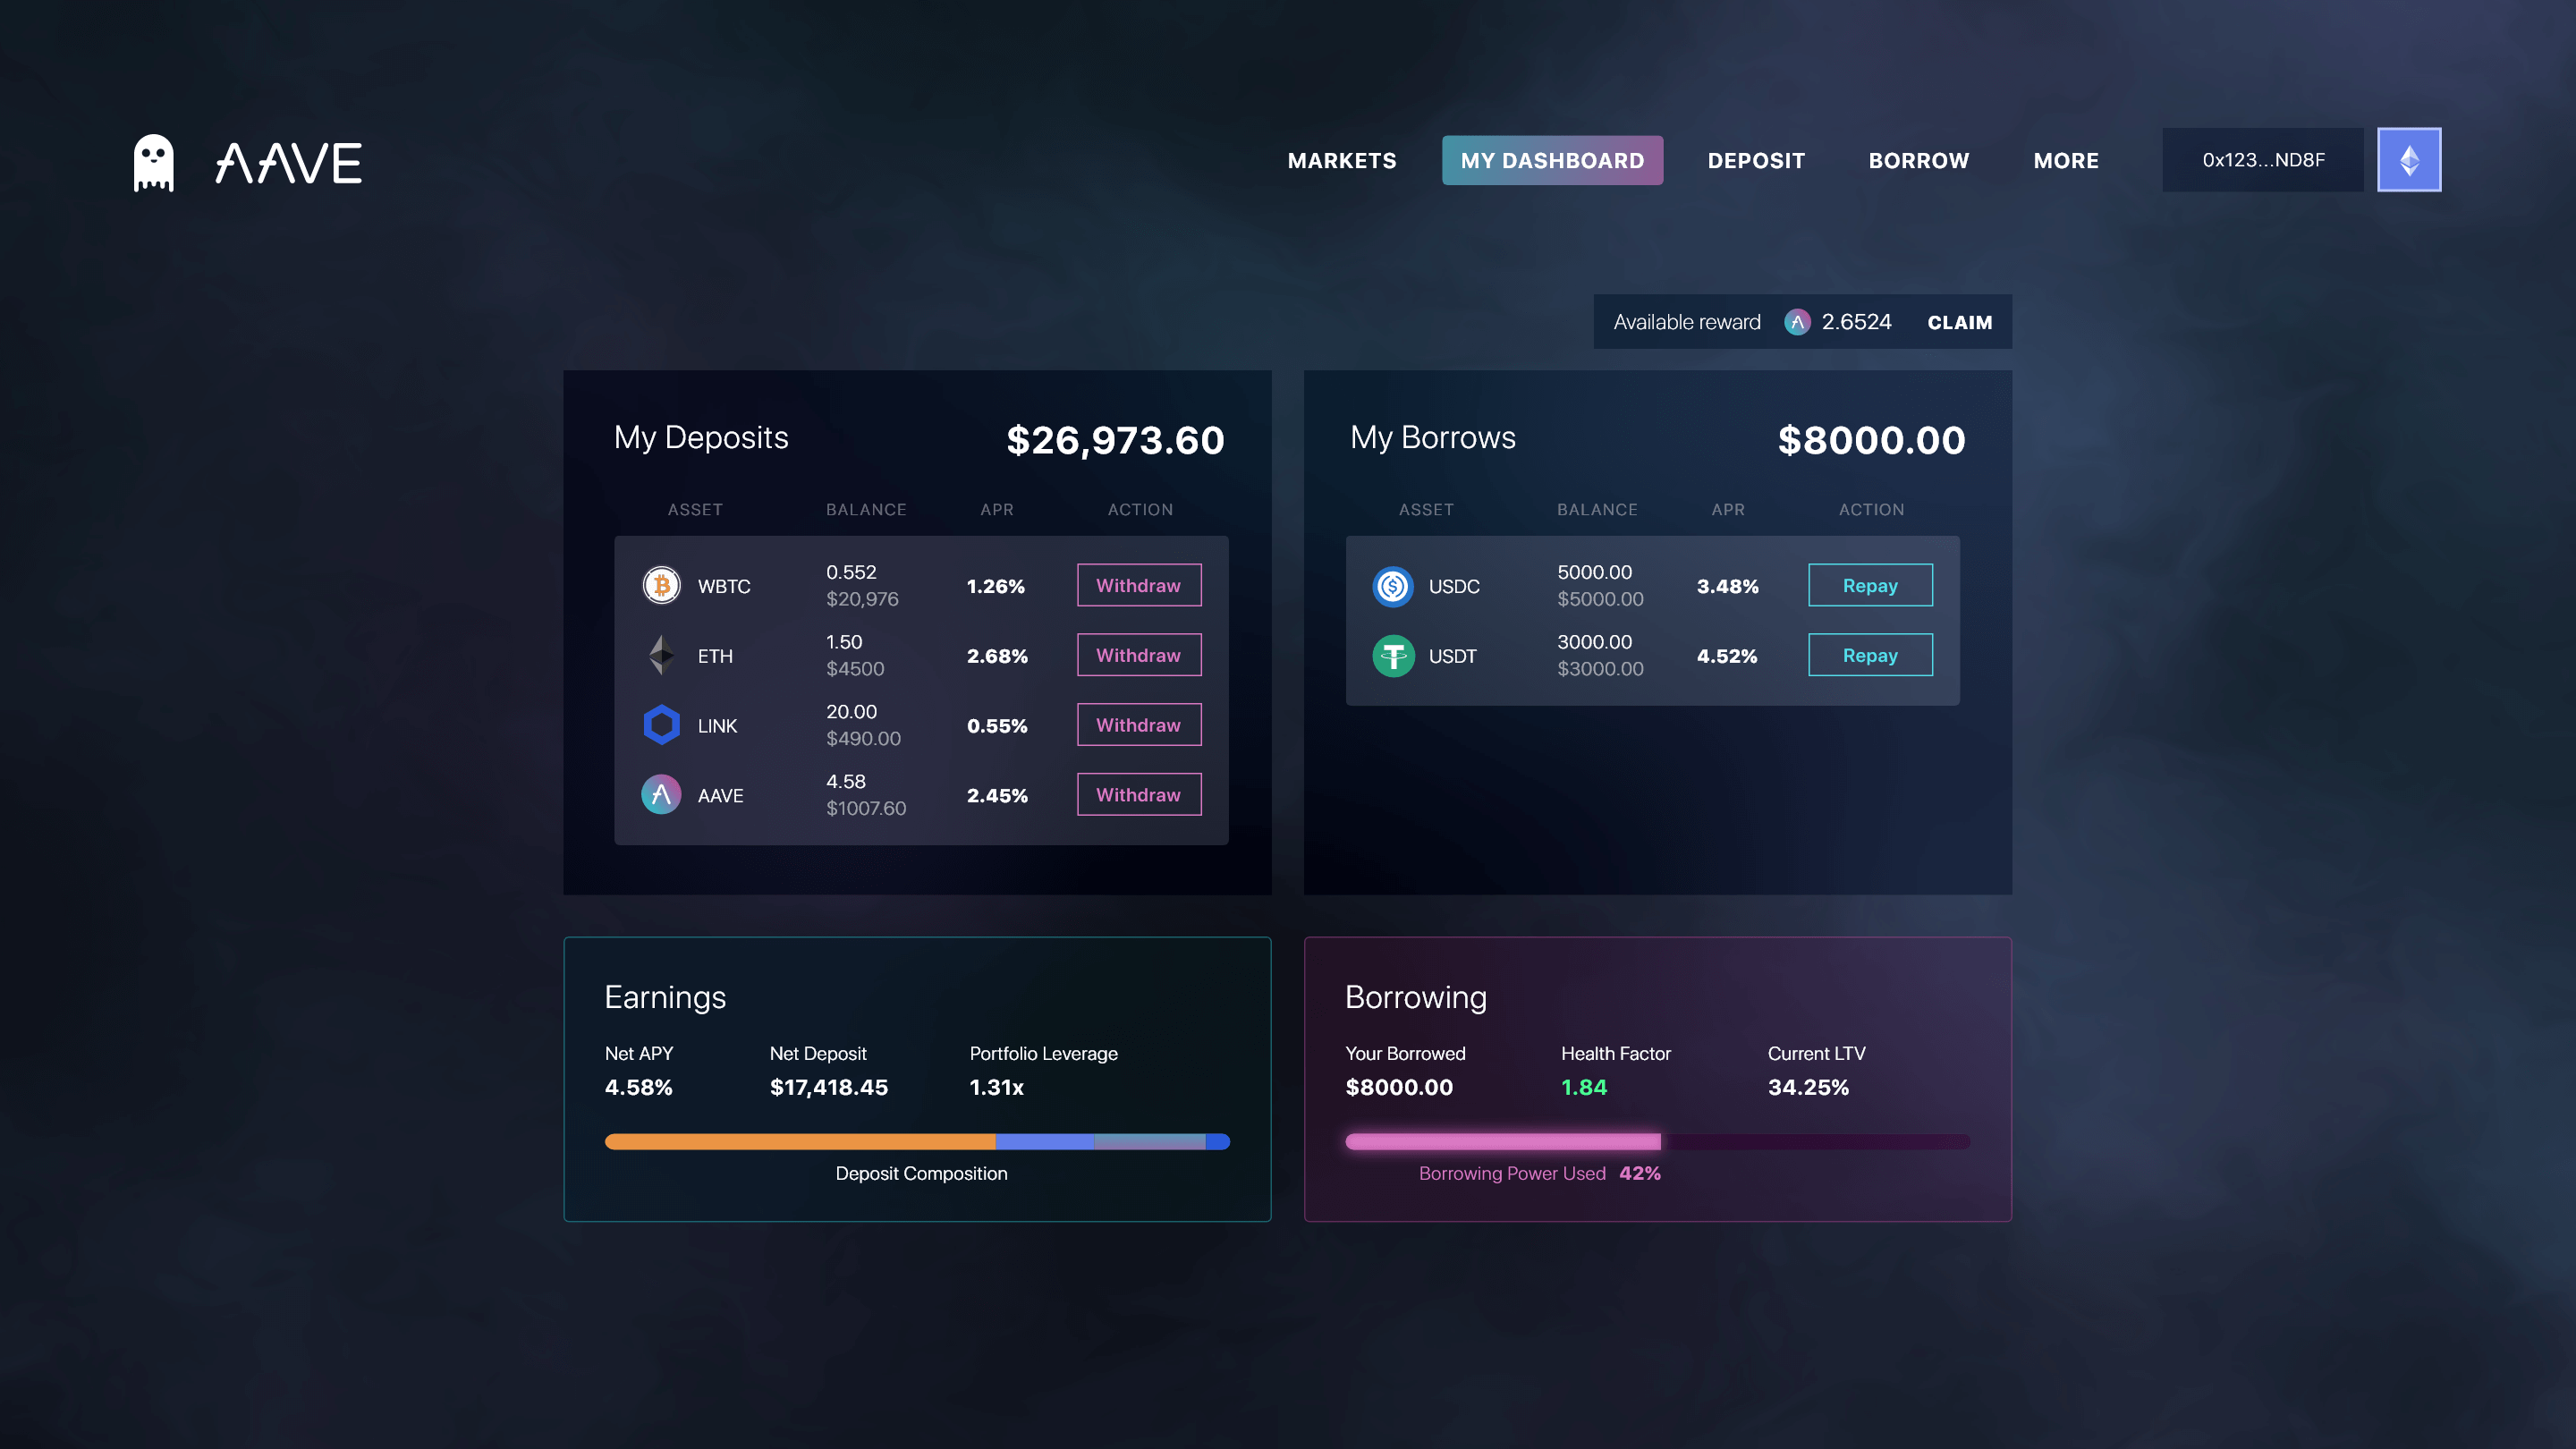 AAVE
MARKETS MY DASHBOARD DEPOSIT BORROW MORE 0x123...ND8F
Available reward 2.6524 CLAIM
My Deposits $26,973.60
ASSET BALANCE APR ACTION
WBTC 0.552 1.26% Withdraw
$20,976
ETH 1.50 2.68% Withdraw
$4500
LINK 20.00 0.55% Withdraw
$490.00
AAVE 4.58 2.45% Withdraw
$1007.60
My Borrows $8000.00
ASSET BALANCE APR ACTION
USDC 5000.00 3.48% Repay
$5000.00
USDT 3000.00 4.52% Repay
$3000.00
Earnings
Net APY Net Deposit Portfolio Leverage
4.58% $17,418.45 1.31x
Deposit Composition
Borrowing
Your Borrowed Health Factor Current LTV
$8000.00 1.84 34.25%
Borrowing Power Used 42%